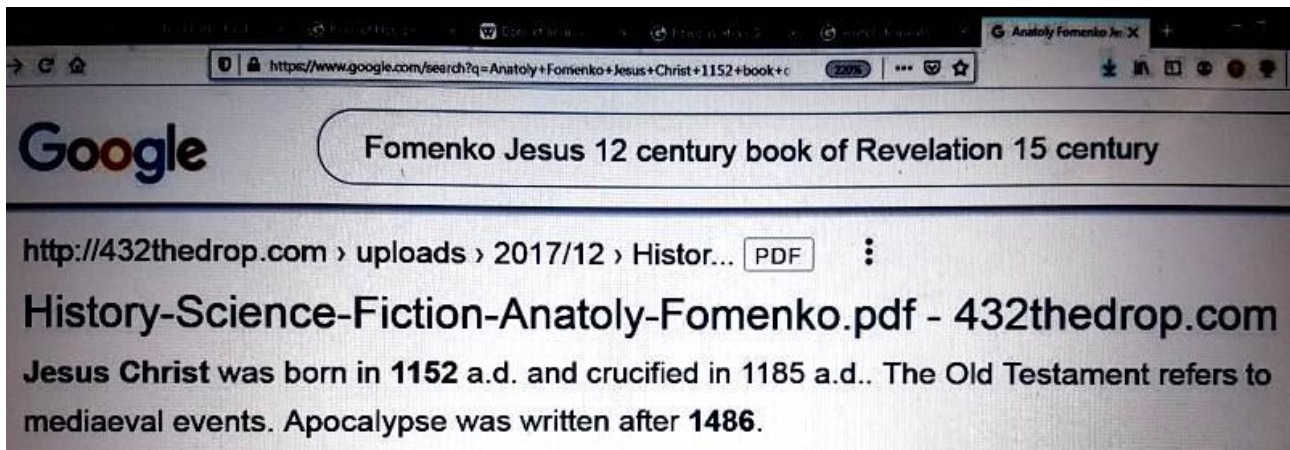 Anatoly Fomenko Je
https://www.google.com/search?q=Anatoly+Fomenko+Jesus+Christ+1152+book+c
220%
Google
Fomenko Jesus 12 century book of Revelation 15 century
http://432thedrop.com › uploads › 2017/12 › Histor... PDF
History-Science-Fiction-Anatoly-Fomenko.pdf - 432thedrop.com
Jesus Christ was born in 1152 a.d. and crucified in 1185 a.d.. The Old Testament refers to
mediaeval events. Apocalypse was written after 1486.